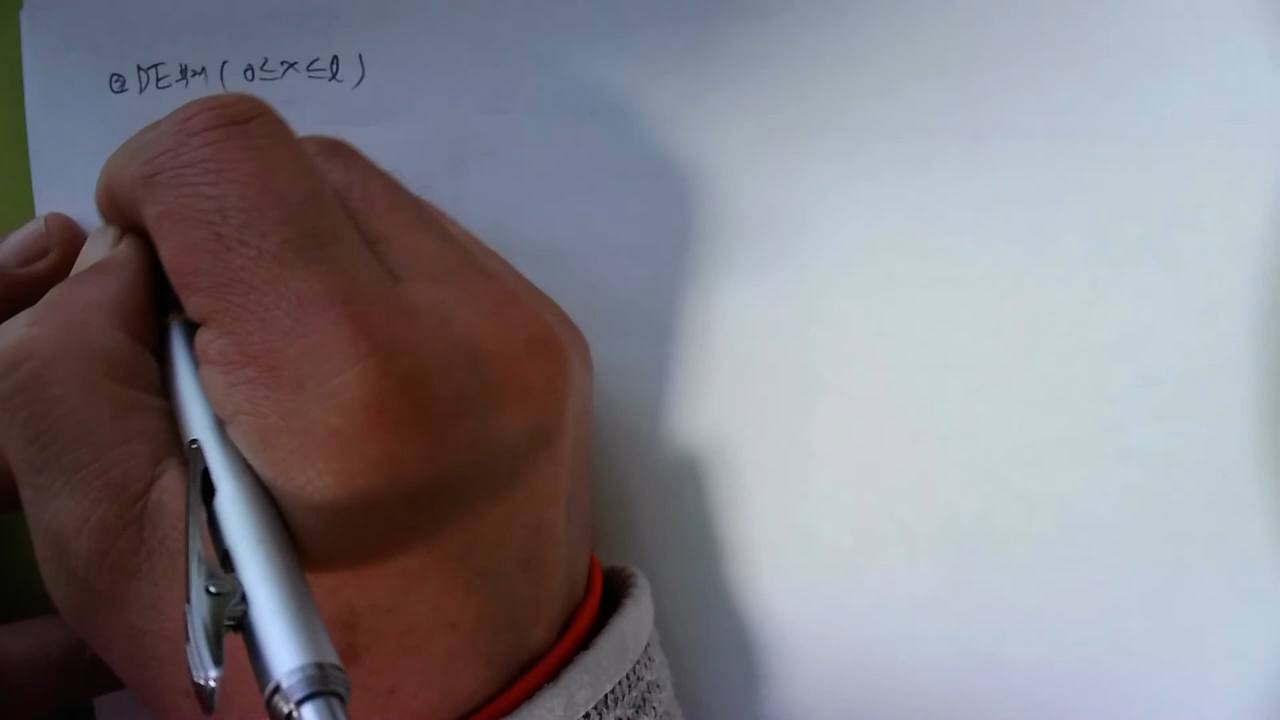 ② DE ( 0 ≤ x ≤ l )